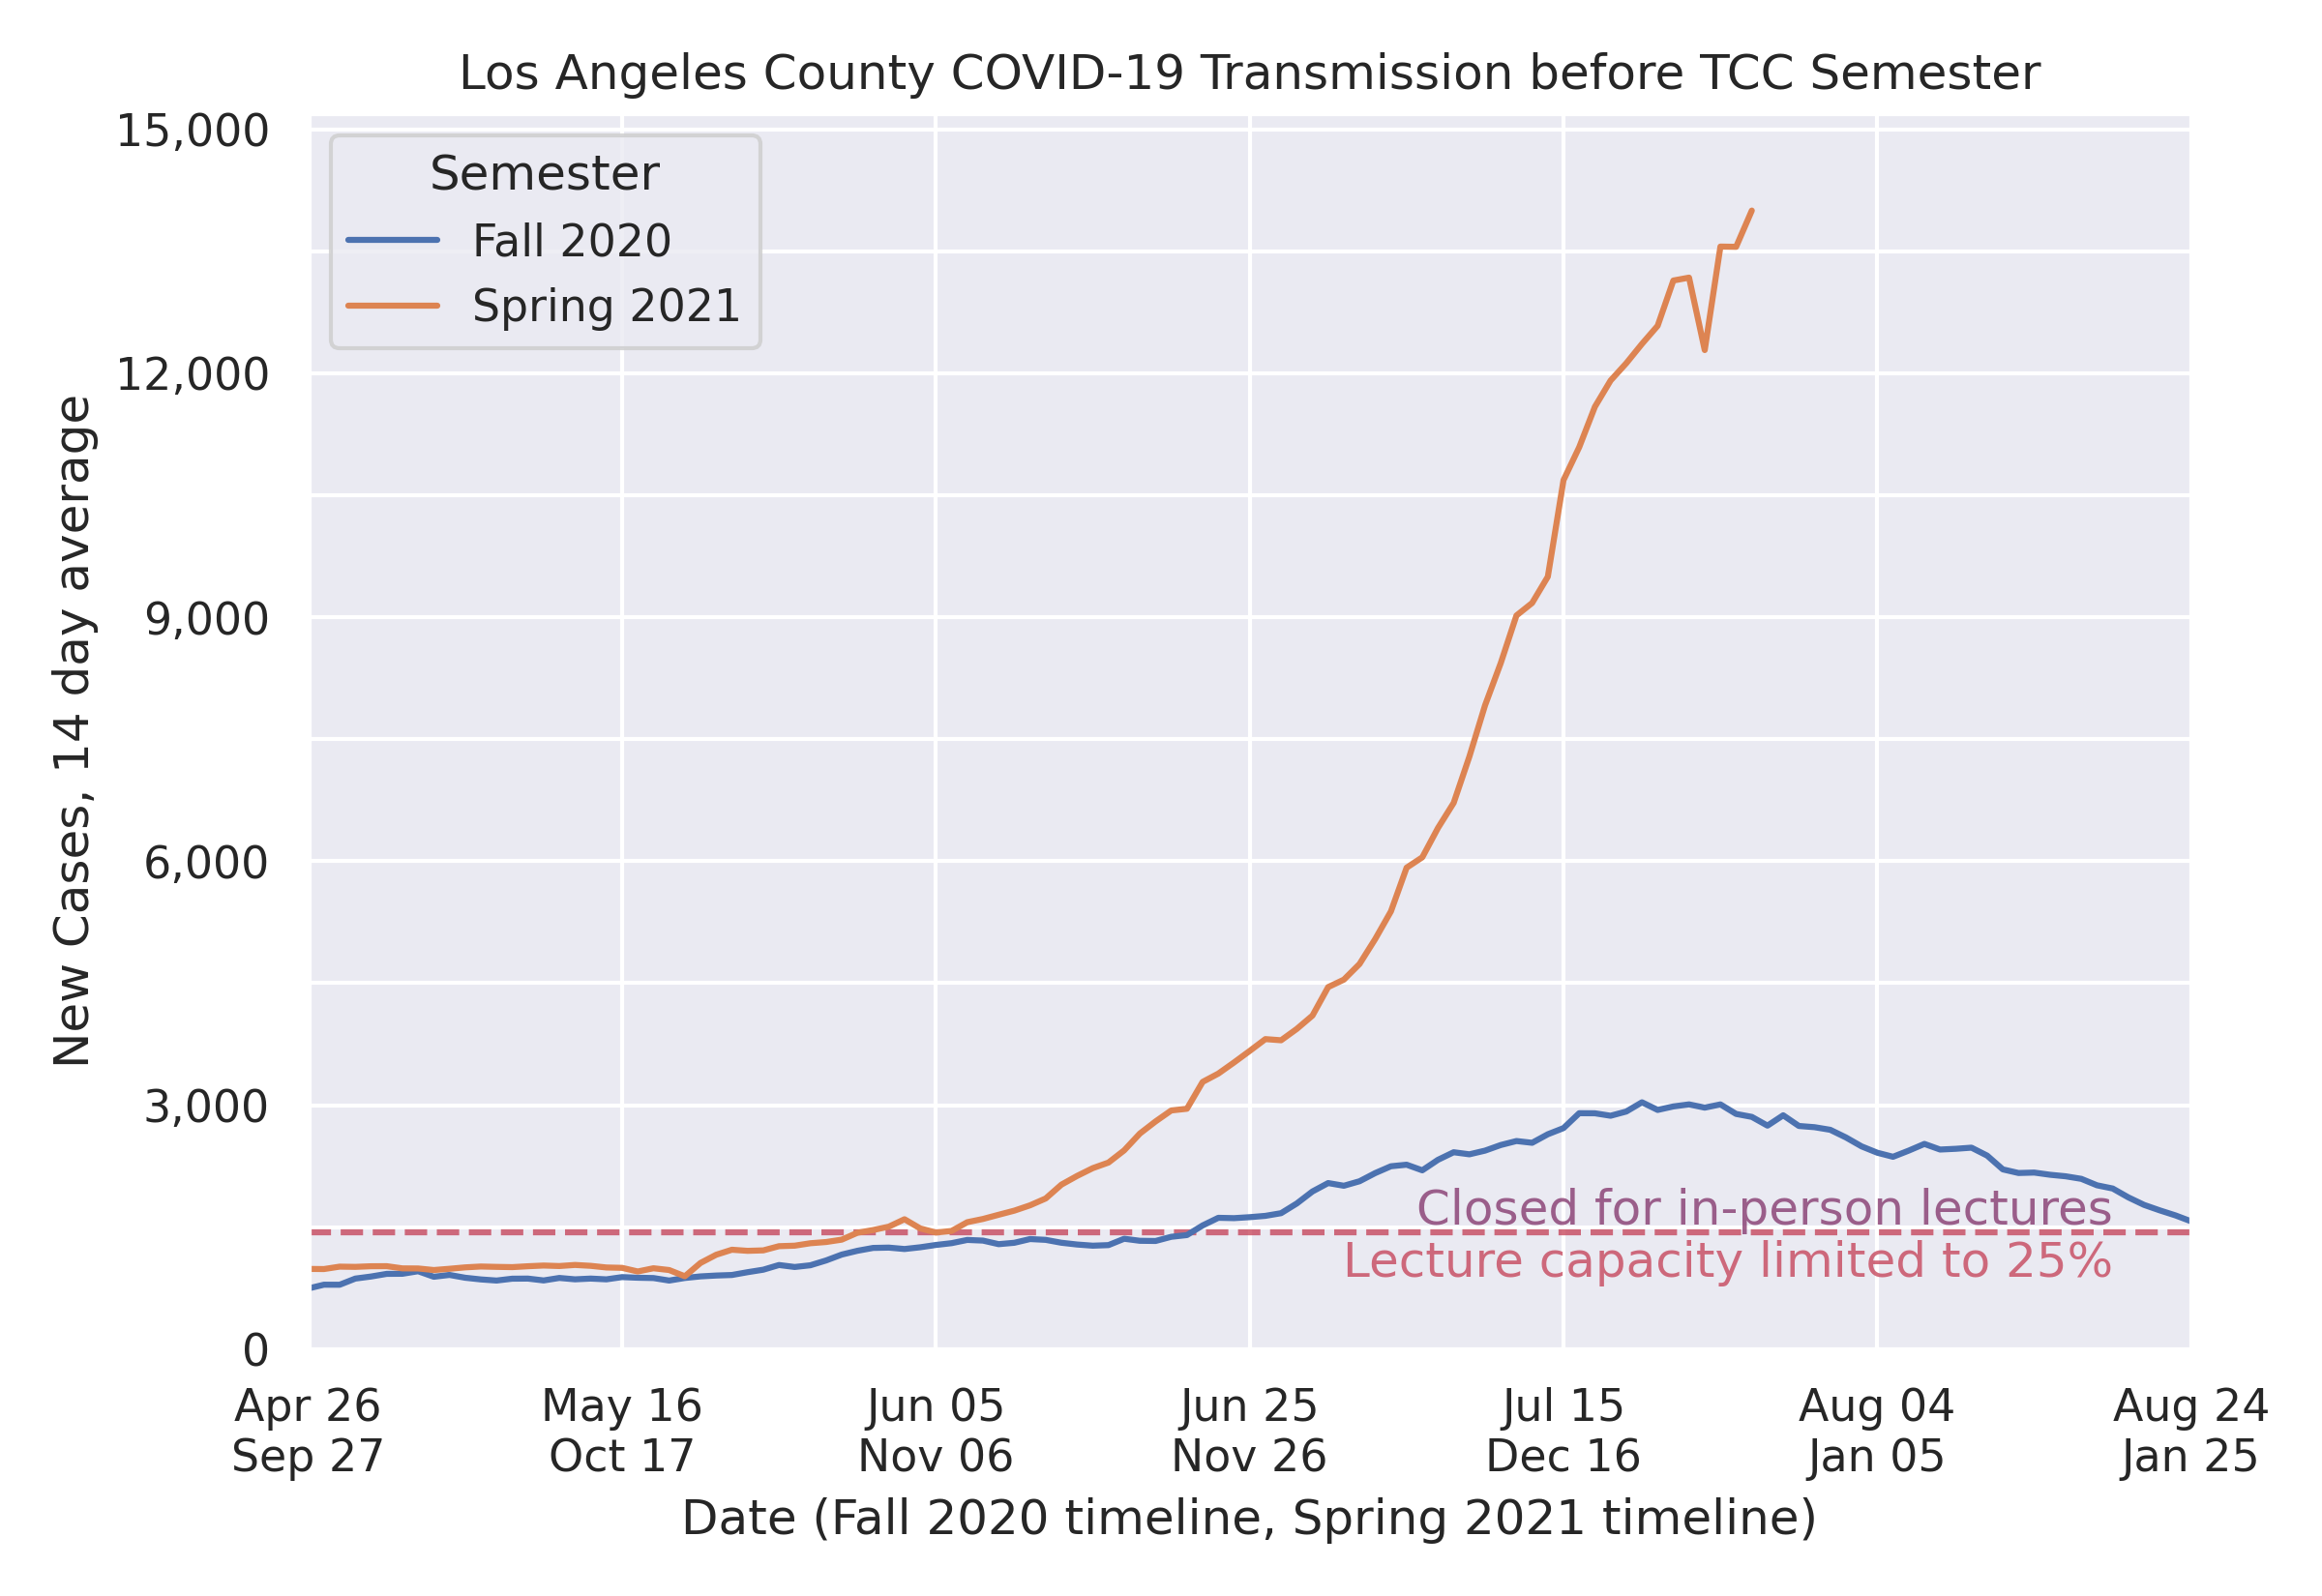 Los Angeles County COVID-19 Transmission before TCC Semester
15,000
12,000
9,000
6,000
3,000
0
New Cases, 14 day average
Semester
Fall 2020
Spring 2021
Closed for in-person lectures
Lecture capacity limited to 25%
Apr 26
Sep 27
May 16
Oct 17
Jun 05
Nov 06
Jun 25
Nov 26
Jul 15
Dec 16
Aug 04
Jan 05
Aug 24
Jan 25
Date (Fall 2020 timeline, Spring 2021 timeline)